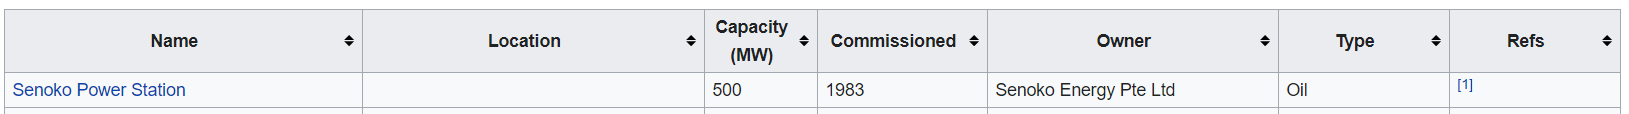 Name Location Capacity (MW) Commissioned Owner Type Refs
Senoko Power Station 500 1983 Senoko Energy Pte Ltd Oil [1]